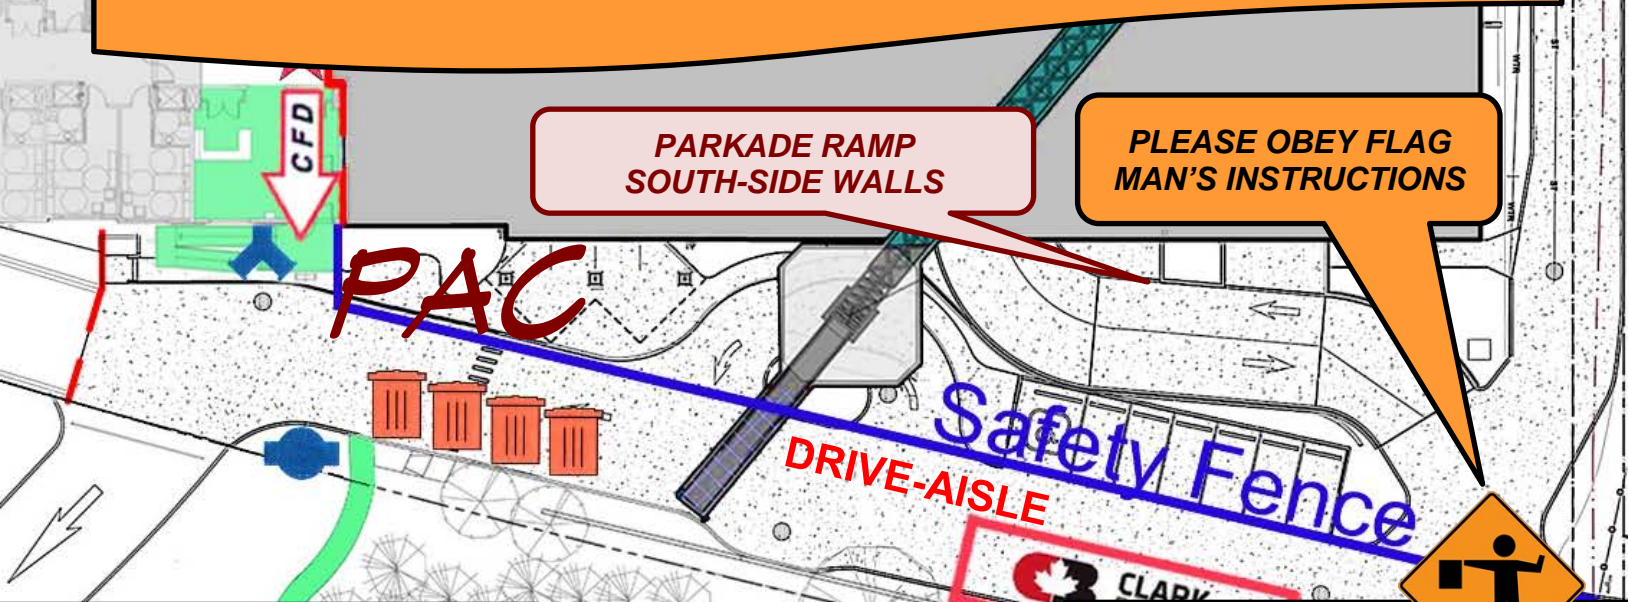 CFD
PARKADE RAMP
SOUTH-SIDE WALLS
PLEASE OBEY FLAG
MAN'S INSTRUCTIONS
PAC
Safety Fence
DRIVE-AISLE
CLARK